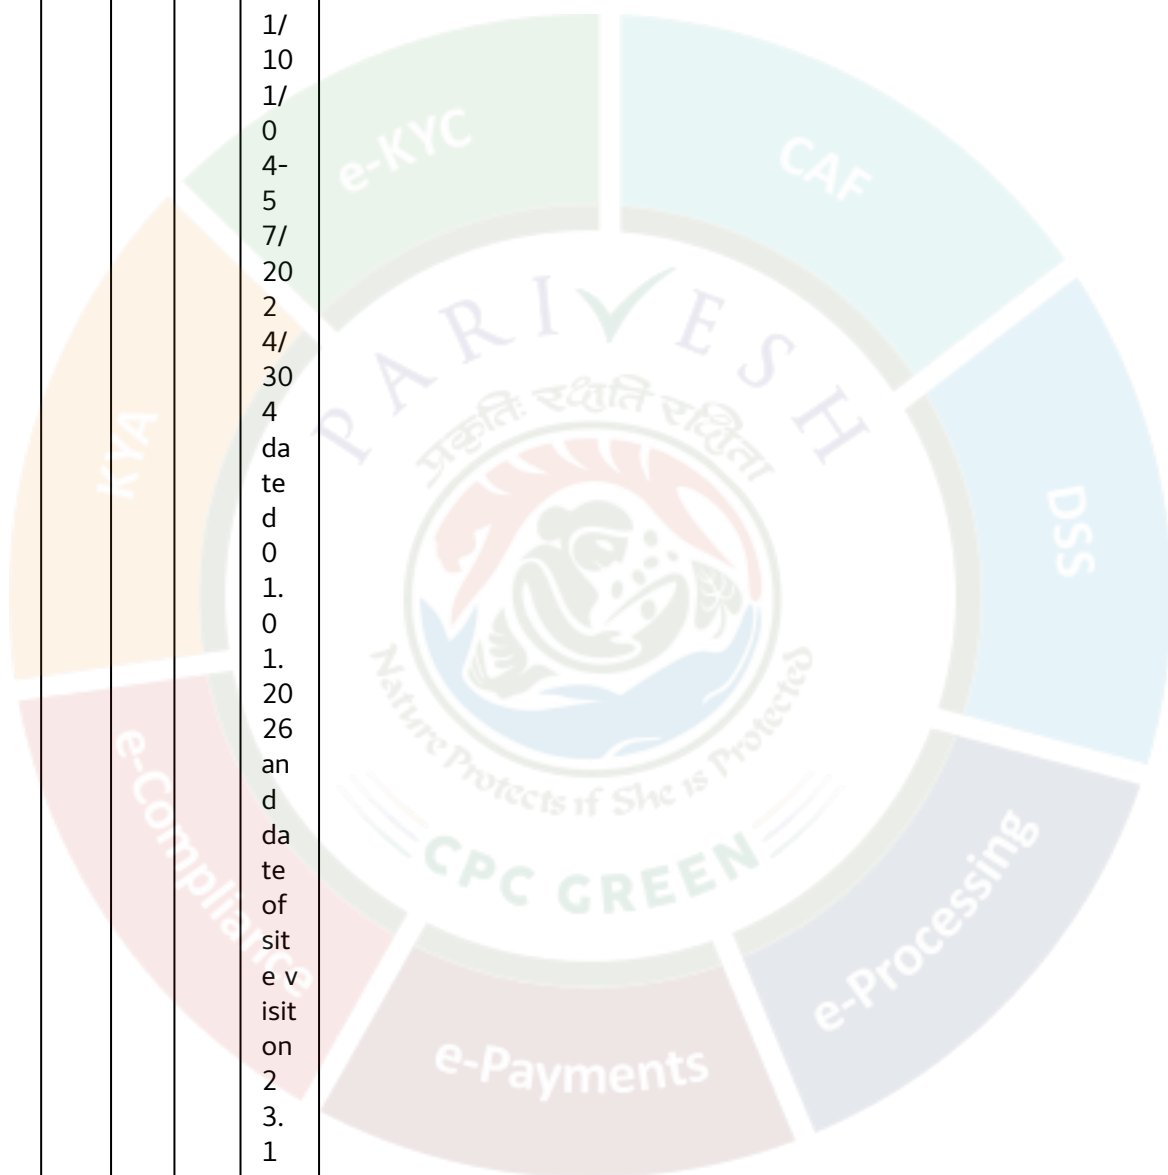 1/
10
1/
0
4-
5
7/
20
2
4/
30
4
da
te
d
0
1.
0
1.
20
26
an
d
da
te
of
sit
e v
isit
on
2
3.
1
e-KYC
CAF
KYA
DSS
PARIVESH
प्रकृतिः रक्षति रक्षिता
Nature Protects if She is Protected
CPC GREEN
e-Compliance
e-Processing
e-Payments